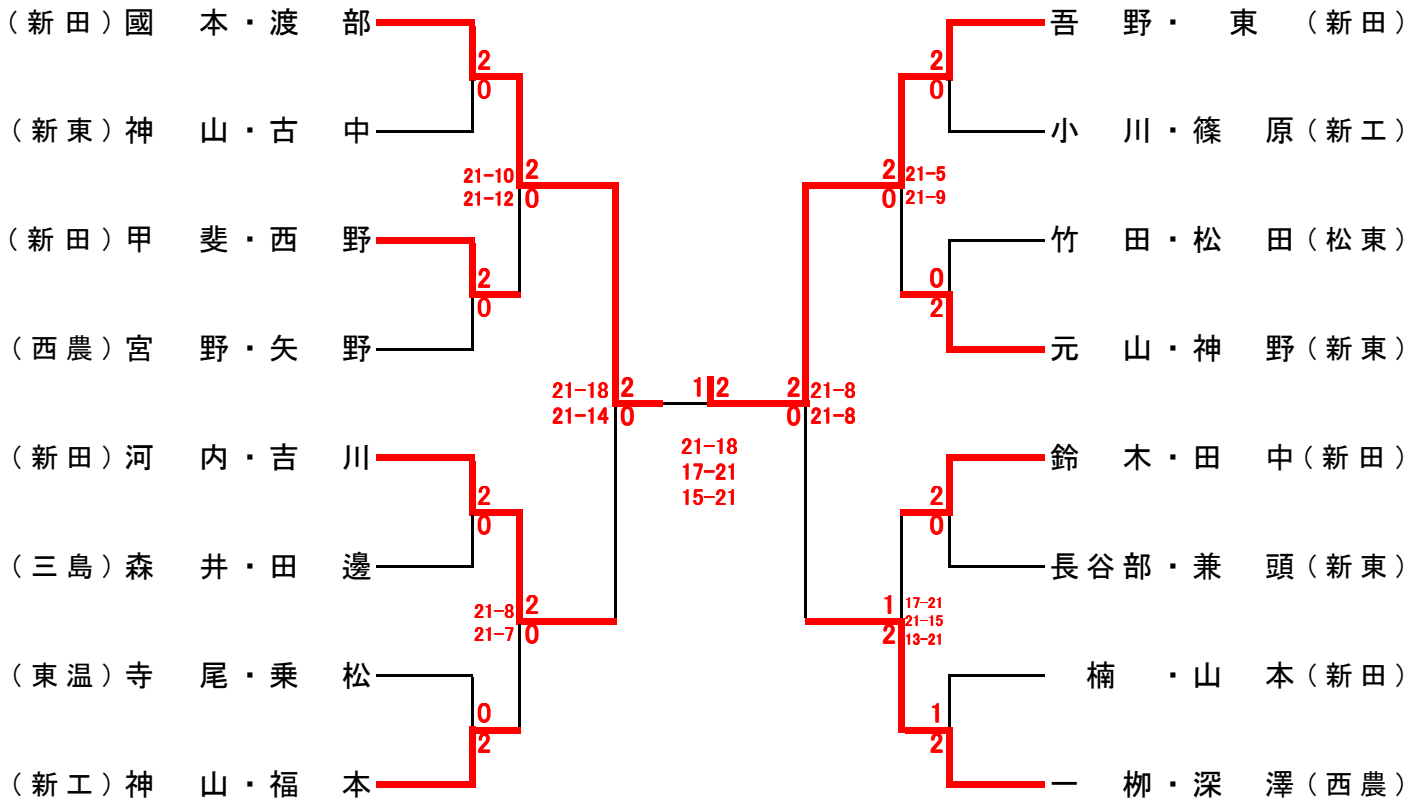 （新田）國本・渡部
2
0
（新東）神山・古中
21-10
21-12
2
0
（新田）甲斐・西野
2
0
（西農）宮野・矢野
21-18
21-14
2
0
（新田）河内・吉川
2
0
（三島）森井・田邊
21-8
21-7
2
0
（東温）寺尾・乗松
0
2
（新工）神山・福本
1 2
21-18
17-21
15-21
吾野・東（新田）
2
0
小川・篠原（新工）
2
0
21-5
21-9
竹田・松田（松東）
0
2
元山・神野（新東）
2
0
21-8
21-8
鈴木・田中（新田）
2
0
長谷部・兼頭（新東）
1
2
17-21
21-15
13-21
楠・山本（新田）
1
2
一栁・深澤（西農）